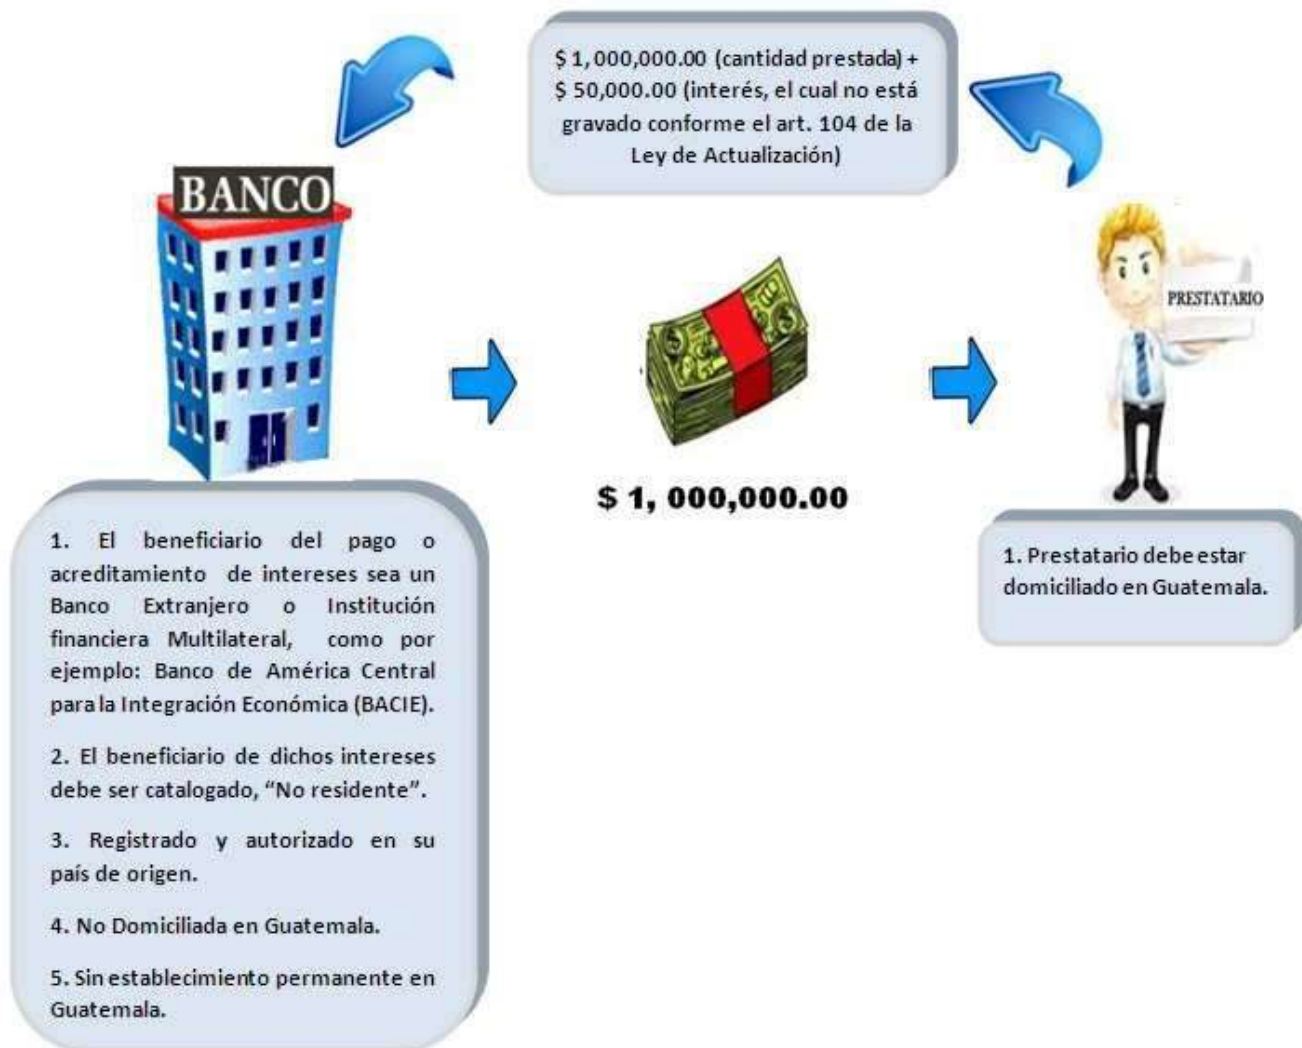 $ 1,000,000.00 (cantidad prestada) +
$ 50,000.00 (interés, el cual no está
gravado conforme el art. 104 de la
Ley de Actualización)
BANCO
PRESTATARIO
$ 1, 000,000.00
1. El beneficiario del pago o
acreditamiento de intereses sea un
Banco Extranjero o Institución
financiera Multilateral, como por
ejemplo: Banco de América Central
para la Integración Económica (BACIE).
2. El beneficiario de dichos intereses
debe ser catalogado, “No residente”.
3. Registrado y autorizado en su
país de origen.
4. No Domiciliada en Guatemala.
5. Sin establecimiento permanente en
Guatemala.
1. Prestatario debe estar
domiciliado en Guatemala.